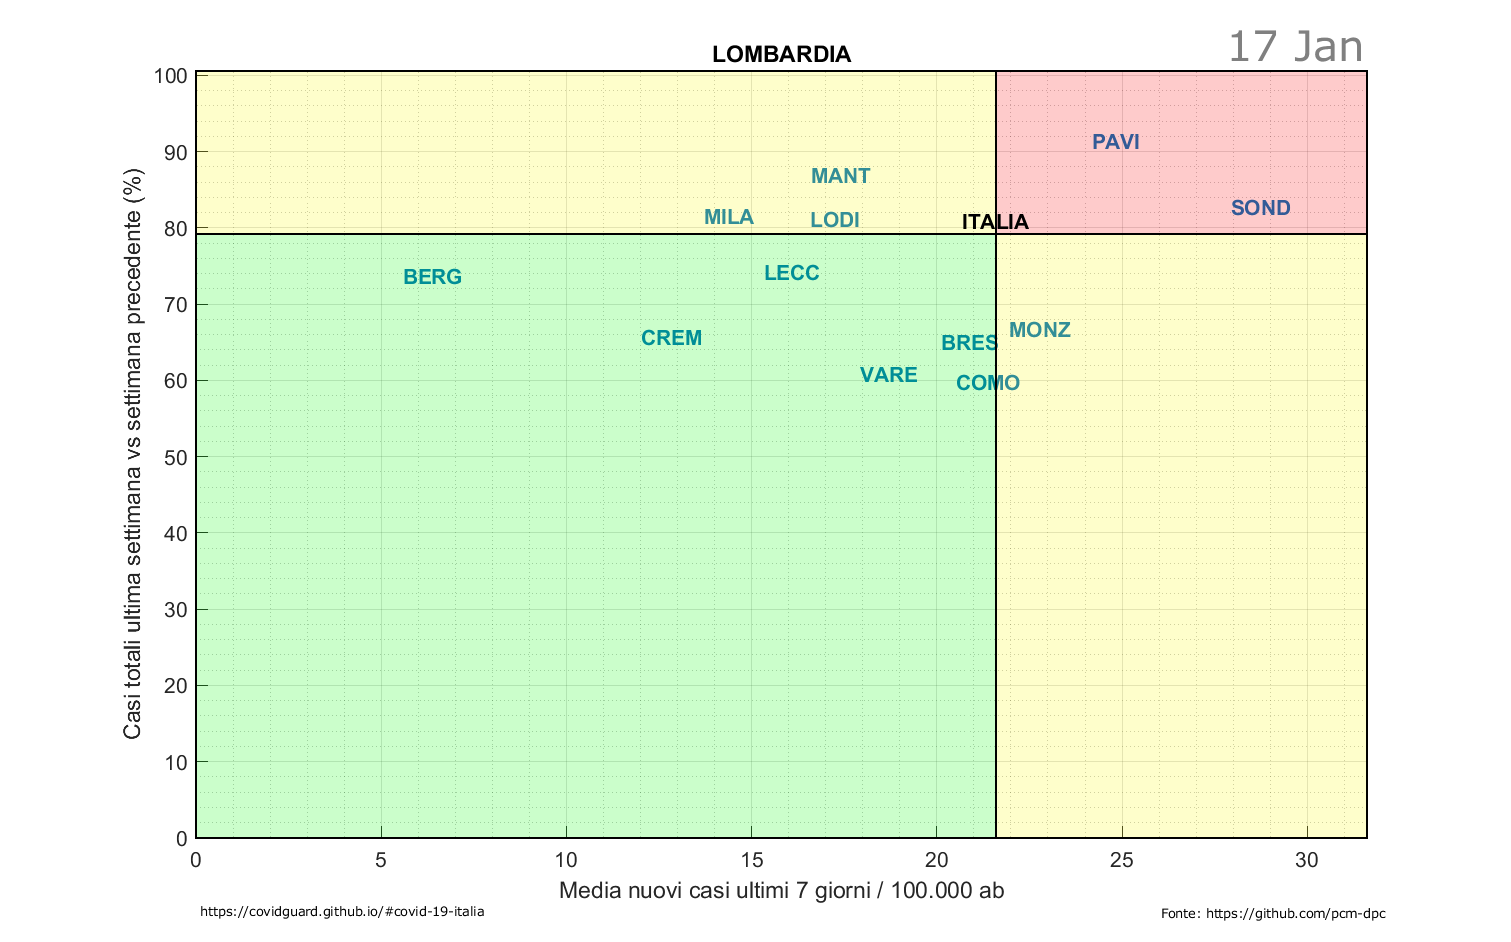 17 Jan
LOMBARDIA
100
90
80
70
60
50
40
30
20
10
0
Casi totali ultima settimana vs settimana precedente (%)
PAVI
MANT
SOND
MILA
LODI
ITALIA
BERG
LECC
CREM
MONZ
BRES
VARE
COMO
0
5
10
15
20
25
30
Media nuovi casi ultimi 7 giorni / 100.000 ab
https://covidguard.github.io/#covid-19-italia
Fonte: https://github.com/pcm-dpc